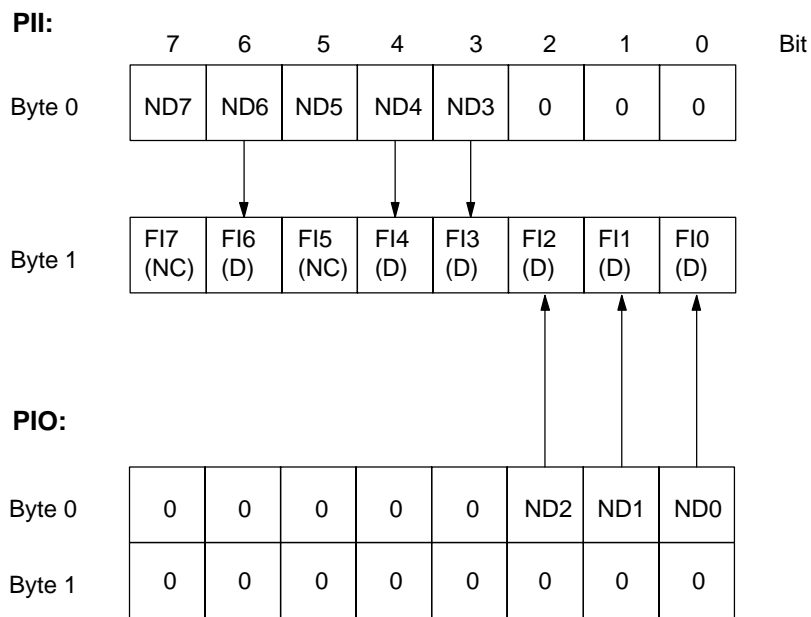 PII:
7 6 5 4 3 2 1 0 Bit
Byte 0 ND7 ND6 ND5 ND4 ND3 0 0 0
Byte 1 FI7 (NC) FI6 (D) FI5 (NC) FI4 (D) FI3 (D) FI2 (D) FI1 (D) FI0 (D)
PIO:
Byte 0 0 0 0 0 0 ND2 ND1 ND0
Byte 1 0 0 0 0 0 0 0 0